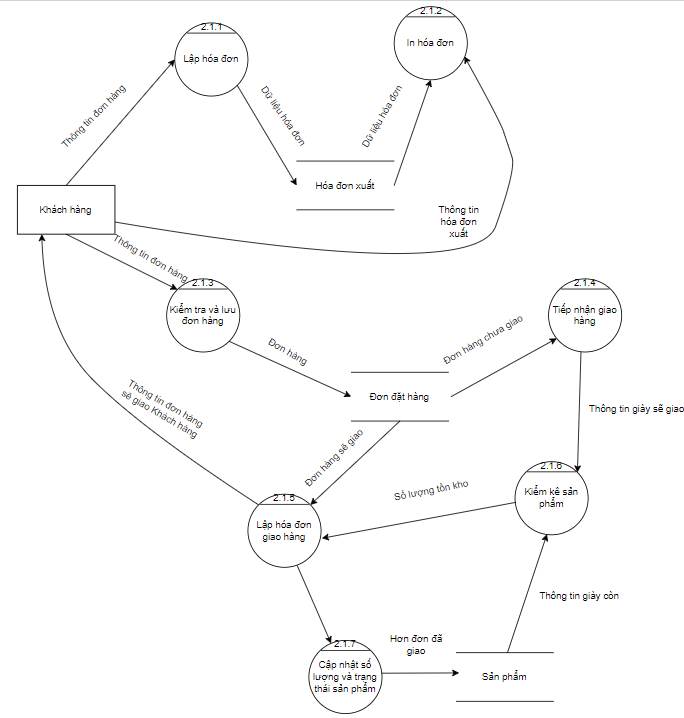 2.1.1
Lập hóa đơn
2.1.2
In hóa đơn
Thông tin đơn hàng
Dữ liệu hóa đơn
Dữ liệu hóa đơn
Hóa đơn xuất
Khách hàng
Thông tin
hóa đơn
xuất
Thông tin đơn hàng
2.1.3
Kiểm tra và lưu
đơn hàng
2.1.4
Tiếp nhận giao
hàng
Đơn hàng
Đơn hàng chưa giao
Đơn đặt hàng
Thông tin đơn hàng
sẽ giao Khách hàng
Thông tin giày sẽ giao
Đơn hàng sẽ giao
2.1.6
Kiểm kê sản
phẩm
Số lượng tồn kho
2.1.5
Lập hóa đơn
giao hàng
Thông tin giày còn
2.1.7
Cập nhật số
lượng và trạng
thái sản phẩm
Hơn đơn đã
giao
Sản phẩm